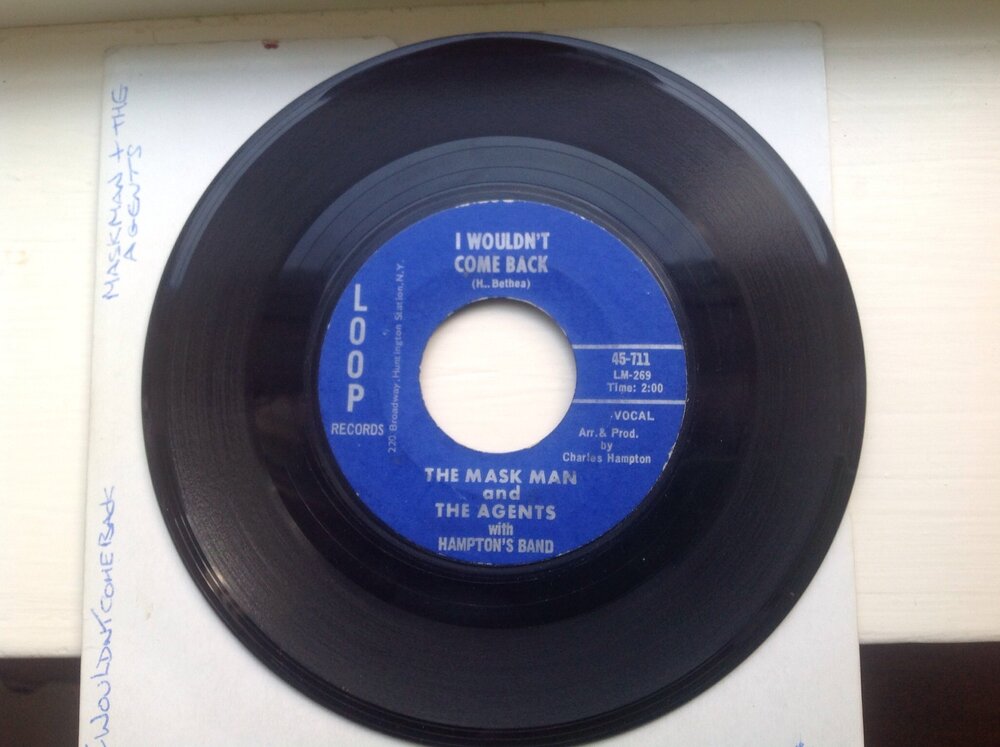 MASKMAN + THE
AGENTS
I WOULDN'T
COME BACK
(H.. Bethea)
LOOP
RECORDS
220 Broadway, Huntington Station, N.Y.
45-711
LM-269
Time: 2:00
VOCAL
Arr. & Prod.
by
Charles Hampton
THE MASK MAN
and
THE AGENTS
with
HAMPTON'S BAND
I WOULDN'T COME BACK